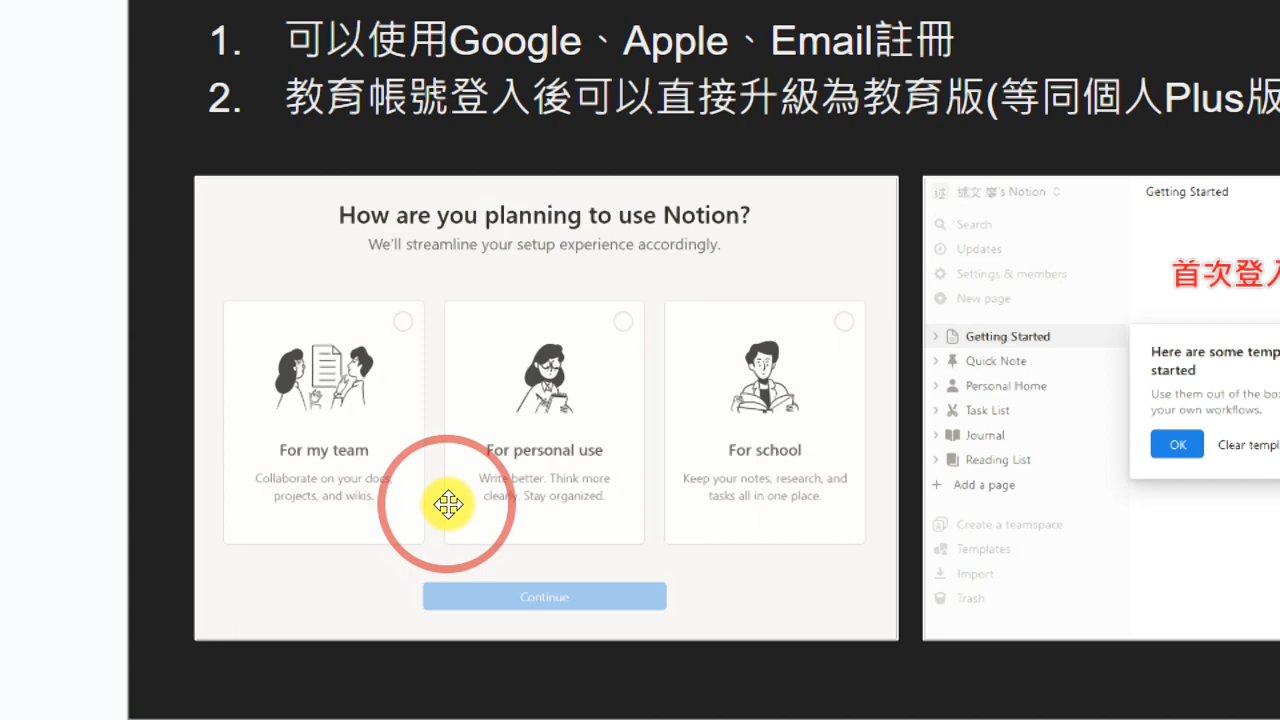 1. 可以使用Google、Apple、Email註冊
2. 教育帳號登入後可以直接升級為教育版(等同個人Plus版
How are you planning to use Notion?
We'll streamline your setup experience accordingly.
For my team
Collaborate on your docs,
projects, and wikis.
For personal use
Write better. Think more
clearly. Stay organized.
For school
Keep your notes, research, and
tasks all in one place.
Continue
's Notion
Search
Updates
Settings & members
New page
Getting Started
Quick Note
Personal Home
Task List
Journal
Reading List
Add a page
Create a teamspace
Templates
Import
Trash
Getting Started
首次登入
Here are some temp
started
Use them out of the box
your own workflows.
OK
Clear templ